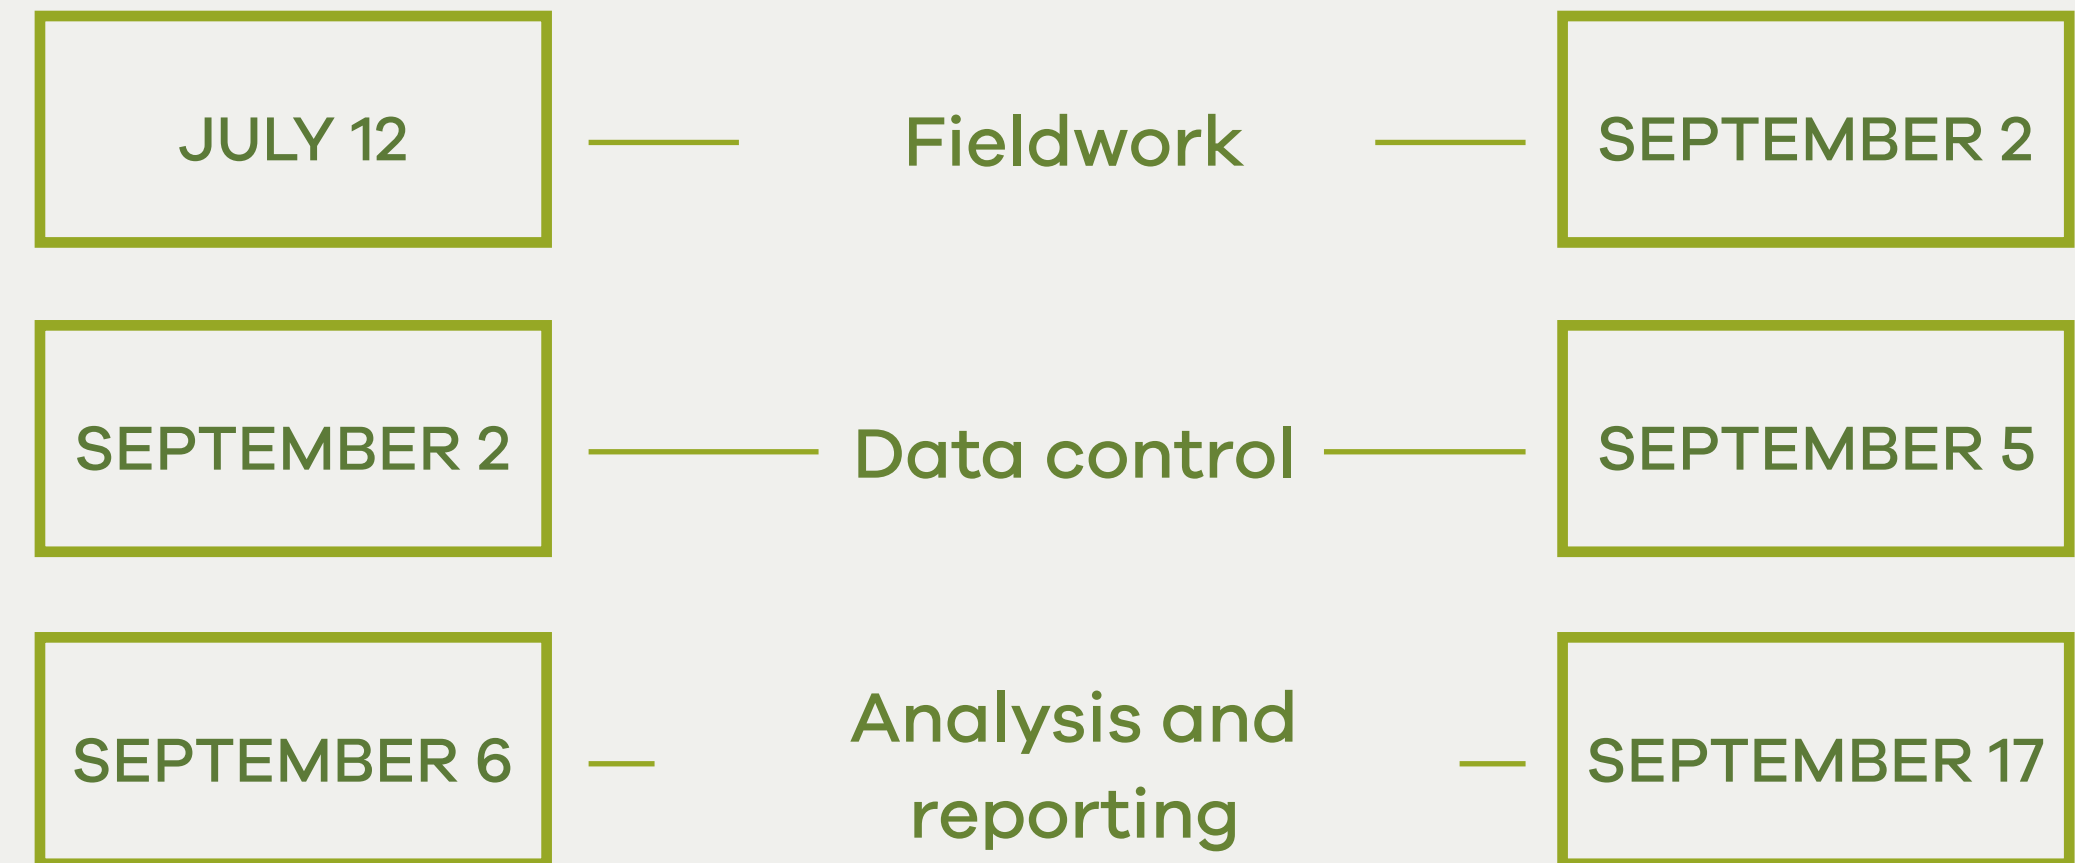 JULY 12
Fieldwork
SEPTEMBER 2
SEPTEMBER 2
Data control
SEPTEMBER 5
SEPTEMBER 6
Analysis and
reporting
SEPTEMBER 17